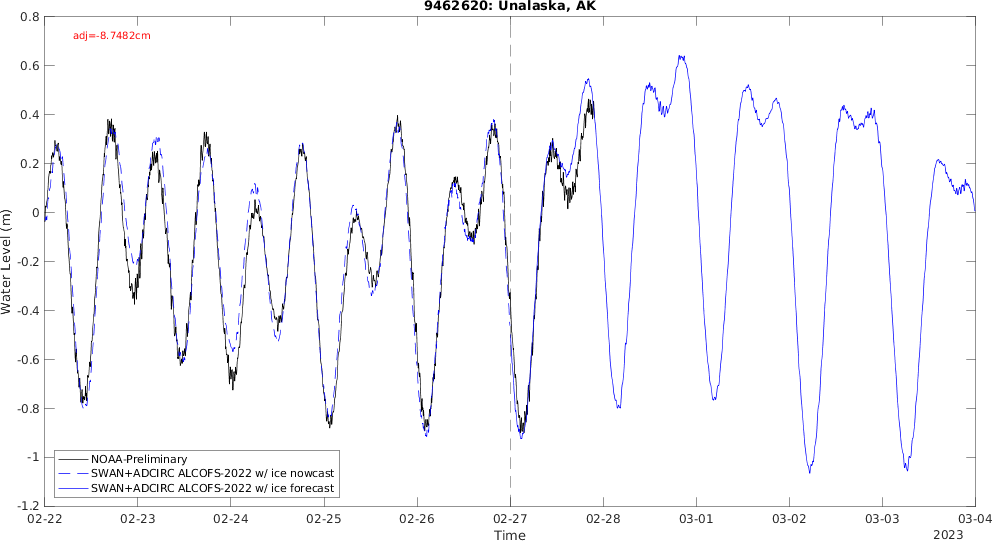 9462620: Unalaska, AK
adj=-8.7482cm
0.8
0.6
0.4
0.2
0
-0.2
-0.4
-0.6
-0.8
-1
-1.2
Water Level (m)
NOAA-Preliminary
SWAN+ADCIRC ALCOFS-2022 w/ ice nowcast
SWAN+ADCIRC ALCOFS-2022 w/ ice forecast
02-22 02-23 02-24 02-25 02-26 02-27 02-28 03-01 03-02 03-03 03-04
Time
2023